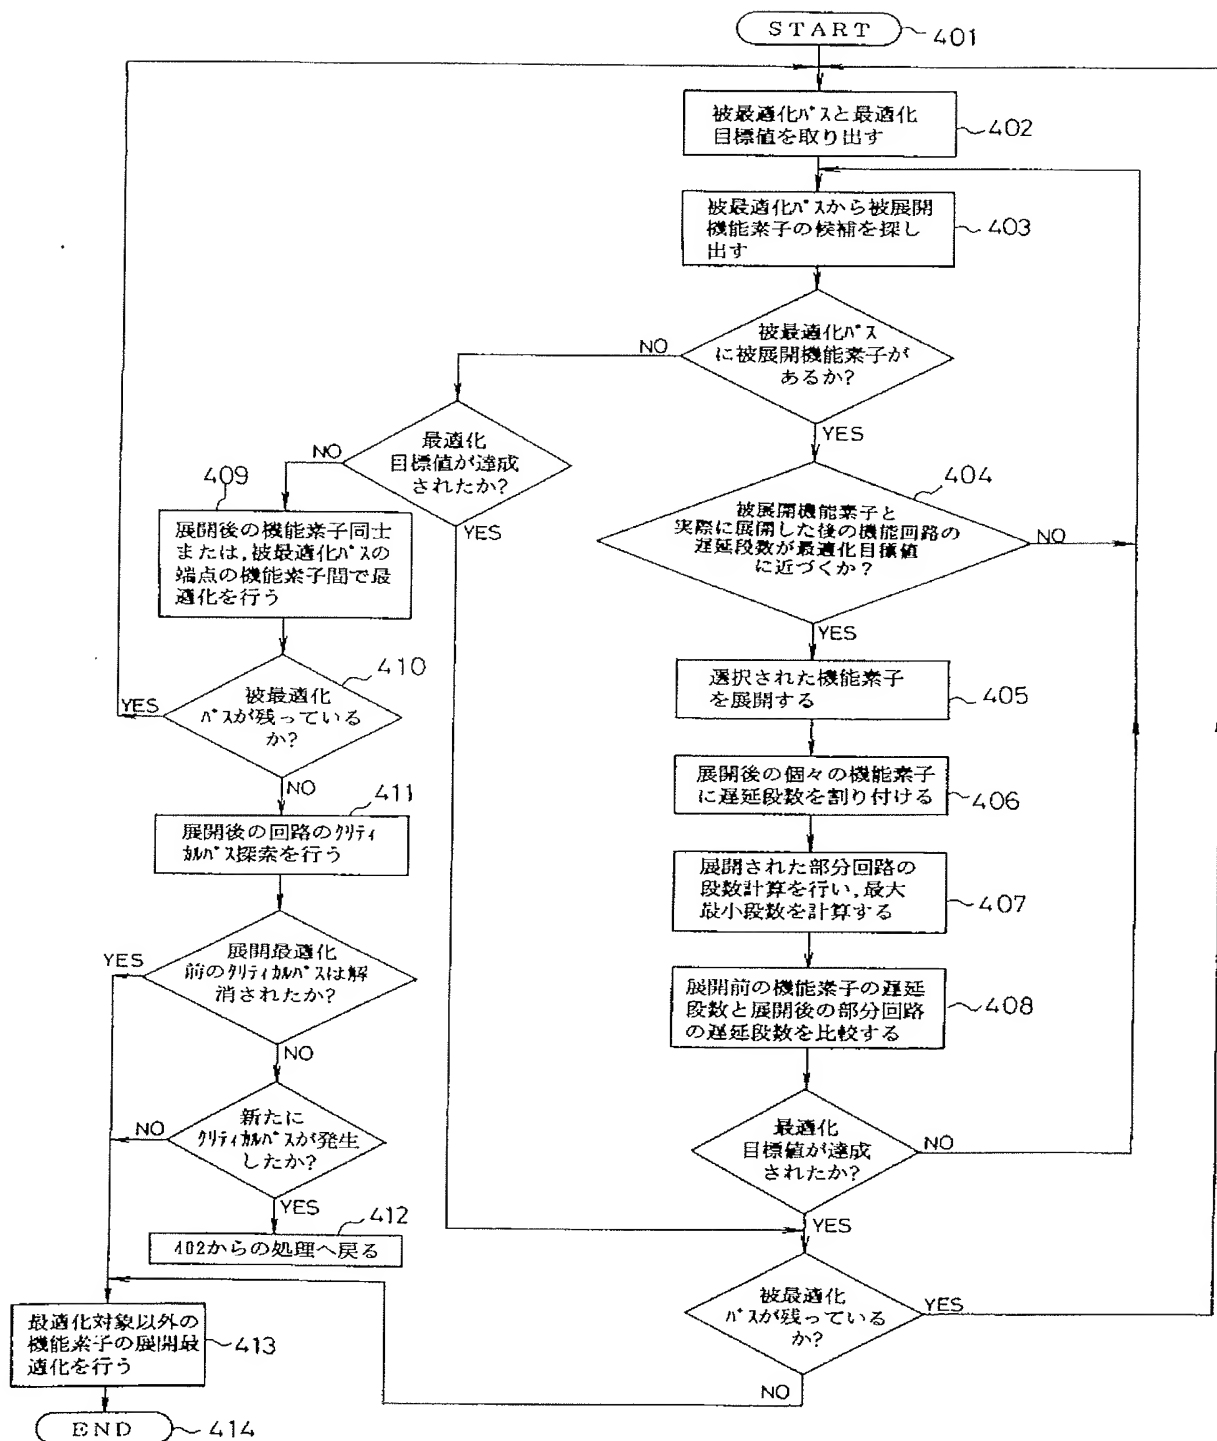 START
401
被最適化ﾊﾟｽと最適化
目標値を取り出す
402
被最適化ﾊﾟｽから被展開
機能素子の候補を探し
出す
403
被最適化ﾊﾟｽ
に被展開機能素子が
あるか?
NO
YES
最適化
目標値が達成
されたか?
NO
YES
404
被展開機能素子と
実際に展開した後の機能回路の
遅延段数が最適化目標値
に近づくか?
NO
YES
409
展開後の機能素子同士
または,被最適化ﾊﾟｽの
端点の機能素子間で最
適化を行う
410
被最適化
ﾊﾟｽが残っている
か?
YES
NO
選択された機能素子
を展開する
405
展開後の個々の機能素子
に遅延段数を割り付ける
406
411
展開後の回路のｸﾘﾃｨ
ｶﾙﾊﾟｽ探索を行う
展開された部分回路の
段数計算を行い,最大
最小段数を計算する
407
展開最適化
前のｸﾘﾃｨｶﾙﾊﾟｽは解
消されたか?
YES
NO
展開前の機能素子の遅延
段数と展開後の部分回路
の遅延段数を比較する
408
新たに
ｸﾘﾃｨｶﾙﾊﾟｽが発生
したか?
NO
YES
最適化
目標値が達成
されたか?
NO
YES
412
402からの処理へ戻る
被最適化
ﾊﾟｽが残っている
か?
YES
NO
最適化対象以外の
機能素子の展開最
適化を行う
413
END
414